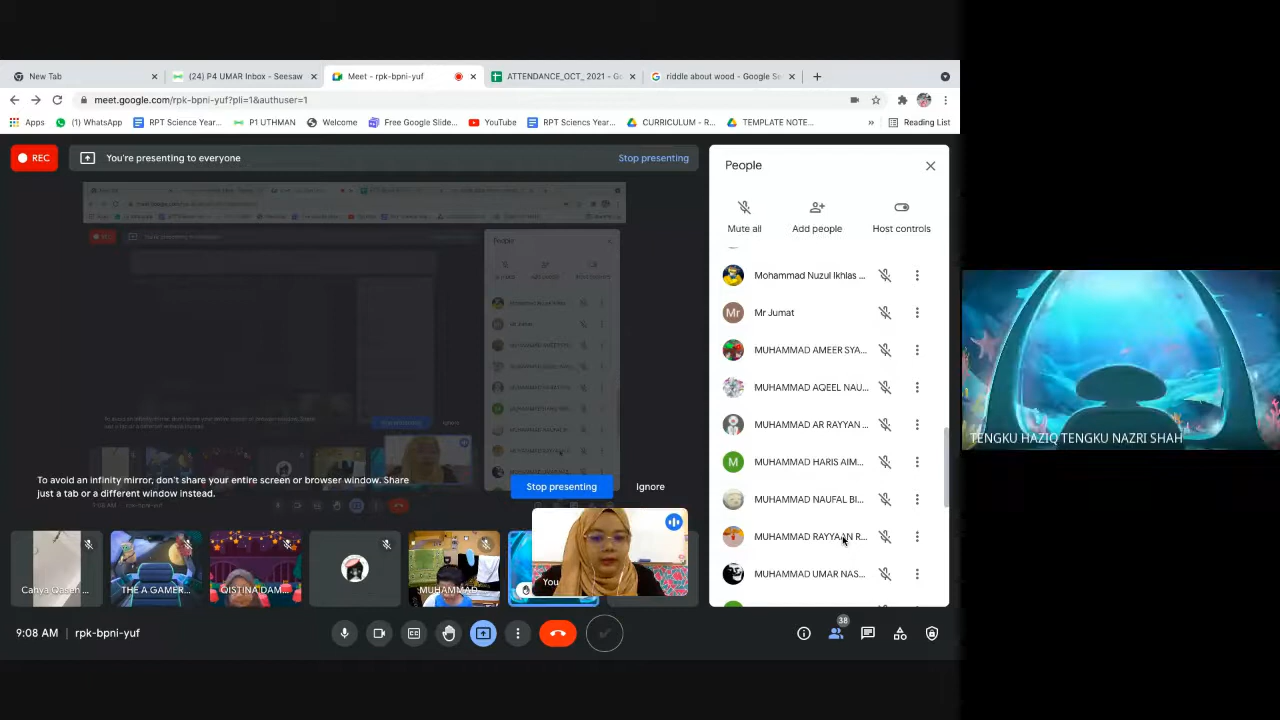 New Tab
(24) P4 UMAR Inbox - Seesaw
Meet - rpk-bpni-yuf
ATTENDANCE_OCT_ 2021 - Go
riddle about wood - Google Se
meet.google.com/rpk-bpni-yuf?pli=1&authuser=1
Apps
(1) WhatsApp
RPT Science Year...
P1 UTHMAN
Welcome
Free Google Slide...
YouTube
RPT Sciencs Year...
CURRICULUM - R...
TEMPLATE NOTE...
»
Reading List
REC
You're presenting to everyone
Stop presenting
People
Mute all
Add people
Host controls
Mohammad Nuzul Ikhlas ...
Mr
Mr Jumat
MUHAMMAD AMEER SYA...
MUHAMMAD AQEEL NAU...
MUHAMMAD AR RAYYAN ...
M
MUHAMMAD HARIS AIM...
MUHAMMAD NAUFAL BI...
MUHAMMAD RAYYAAN R...
MUHAMMAD UMAR NAS...
To avoid an infinity mirror, don't share your entire screen or browser window. Share
just a tab or a different window instead.
Stop presenting
Ignore
THE A GAMER...
QISTINA DAM...
MUHAMMAD
You
9:08 AM
rpk-bpni-yuf
38
TENGKU HAZIQ TENGKU NAZRI SHAH